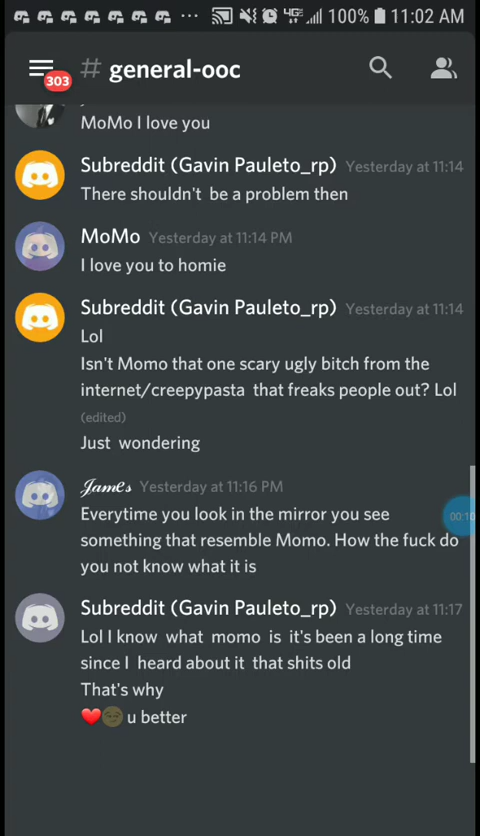 100% 11:02 AM
303
# general-ooc
MoMo I love you
Subreddit (Gavin Pauleto_rp) Yesterday at 11:14
There shouldn't be a problem then
MoMo Yesterday at 11:14 PM
I love you to homie
Subreddit (Gavin Pauleto_rp) Yesterday at 11:14
Lol
Isn't Momo that one scary ugly bitch from the
internet/creepypasta that freaks people out? Lol
(edited)
Just wondering
James Yesterday at 11:16 PM
Everytime you look in the mirror you see
something that resemble Momo. How the fuck do
you not know what it is
Subreddit (Gavin Pauleto_rp) Yesterday at 11:17
Lol I know what momo is it's been a long time
since I heard about it that shits old
That's why
❤️😏 u better